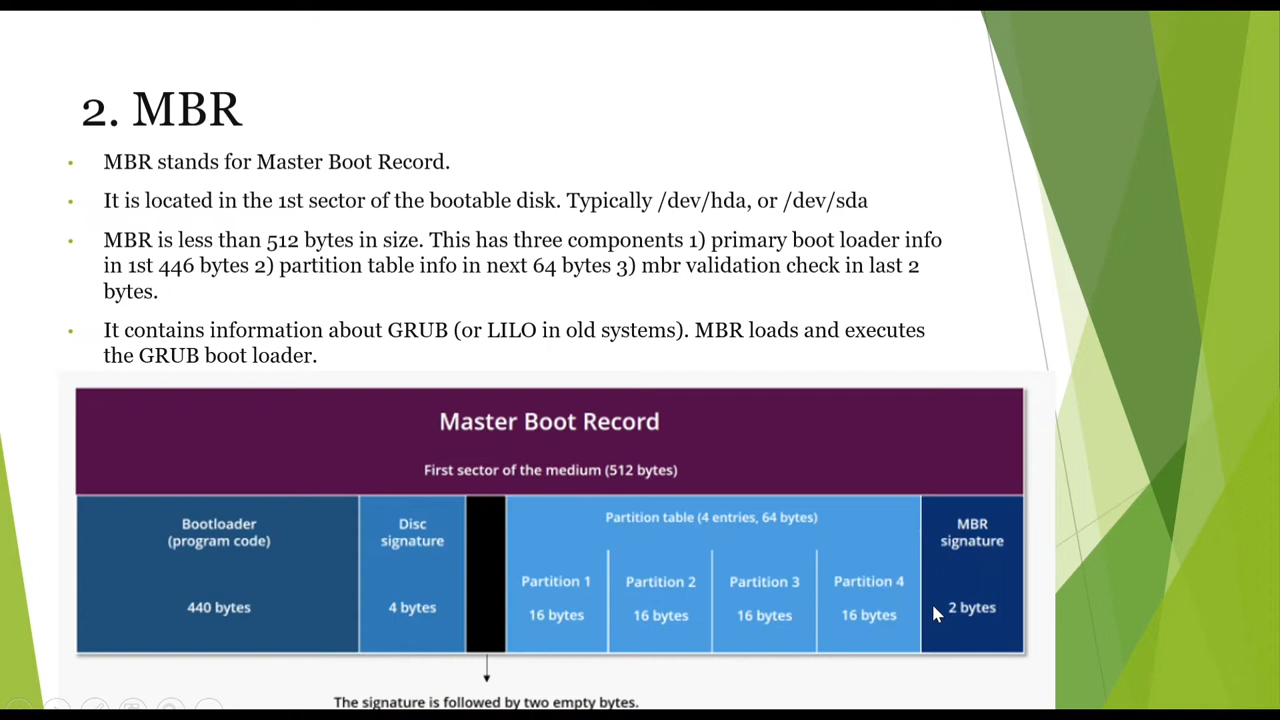 2. MBR
MBR stands for Master Boot Record.
It is located in the 1st sector of the bootable disk. Typically /dev/hda, or /dev/sda
MBR is less than 512 bytes in size. This has three components 1) primary boot loader info
in 1st 446 bytes 2) partition table info in next 64 bytes 3) mbr validation check in last 2
bytes.
It contains information about GRUB (or LILO in old systems). MBR loads and executes
the GRUB boot loader.
Master Boot Record
First sector of the medium (512 bytes)
Bootloader
(program code)
440 bytes
Disc
signature
4 bytes
Partition table (4 entries, 64 bytes)
Partition 1
16 bytes
Partition 2
16 bytes
Partition 3
16 bytes
Partition 4
16 bytes
MBR
signature
2 bytes
The signature is followed by two empty bytes.